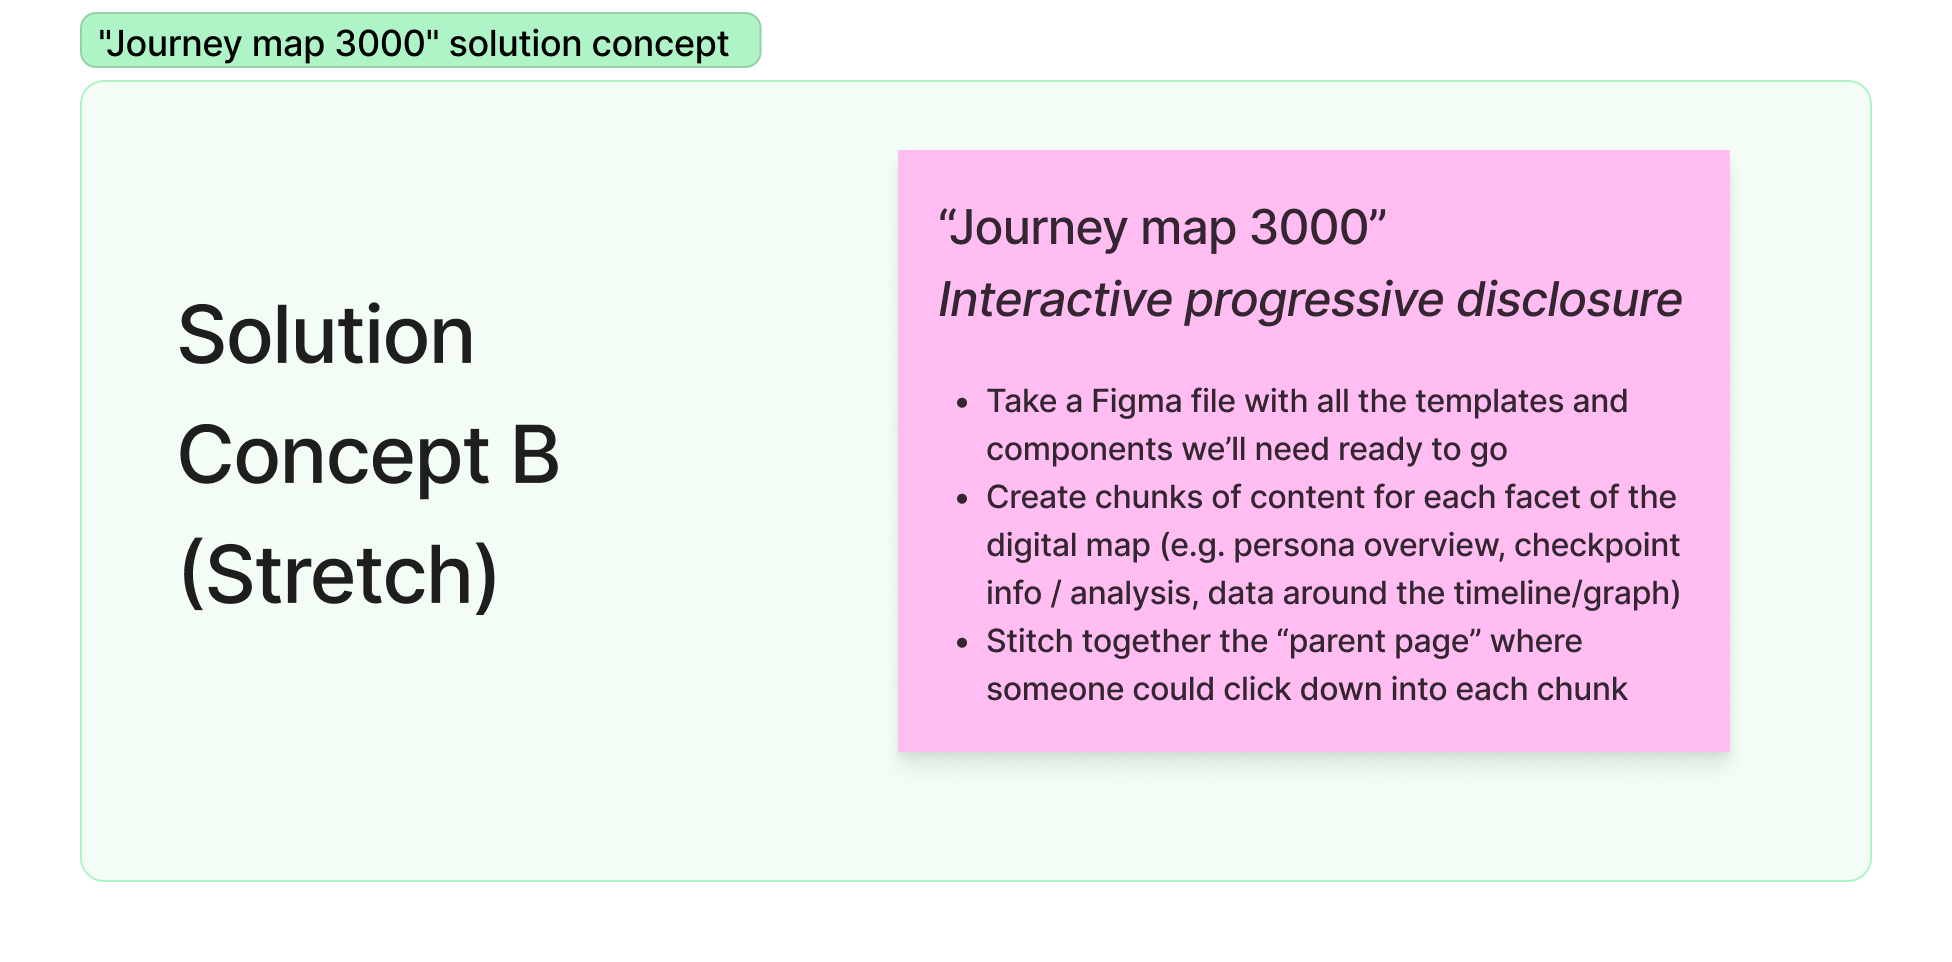 "Journey map 3000" solution concept
Solution
Concept B
(Stretch)
“Journey map 3000”
Interactive progressive disclosure
• Take a Figma file with all the templates and
components we’ll need ready to go
• Create chunks of content for each facet of the
digital map (e.g. persona overview, checkpoint
info / analysis, data around the timeline/graph)
• Stitch together the “parent page” where
someone could click down into each chunk